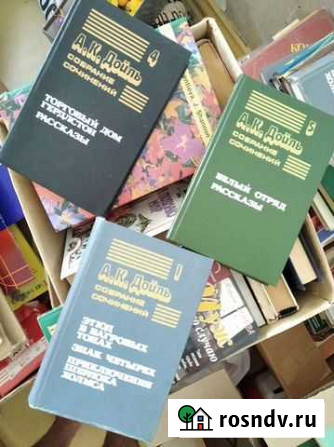 4
А.К. Дойль
СОБРАНИЕ
СОЧИНЕНИЙ
ТОРГОВЫЙ ДОМ
ГЕРДЛСТОН
РАССКАЗЫ
5
А.К. Дойль
СОБРАНИЕ
СОЧИНЕНИЙ
БЕЛЫЙ ОТРЯД
РАССКАЗЫ
1
А.К. Дойль
СОБРАНИЕ
СОЧИНЕНИЙ
ЭТЮД
В БАГРОВЫХ
ТОНАХ
ЗНАК ЧЕТЫРЕХ
ПРИКЛЮЧЕНИЯ
ШЕРЛОКА
ХОЛМСА
случаю
rosndv.ru